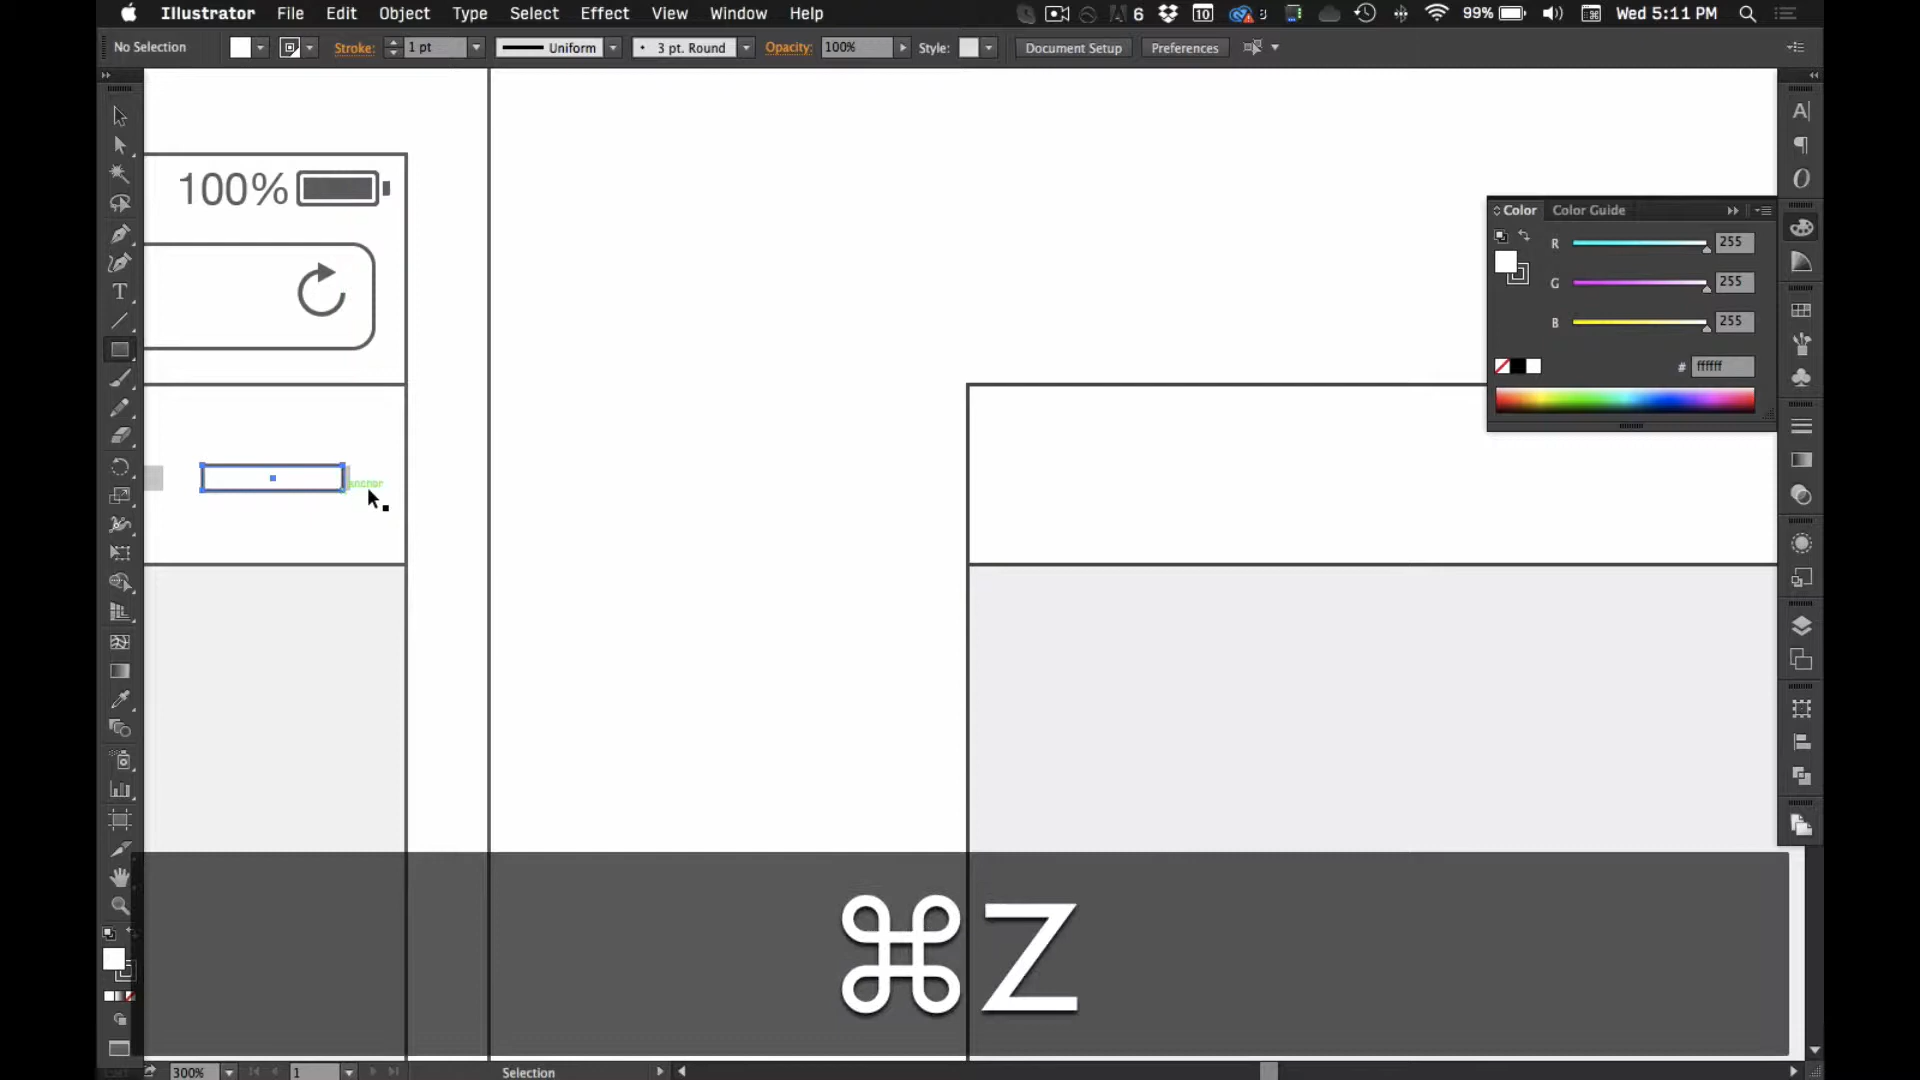 Illustrator File Edit Object Type Select Effect View Window Help 6 10 99% Wed 5:11 PM
No Selection Stroke: 1 pt Uniform 3 pt. Round Opacity: 100% Style: Document Setup Preferences
100%
Color Color Guide
R 255
G 255
B 255
# ffffff
anchor
⌘Z
300% 1 Selection